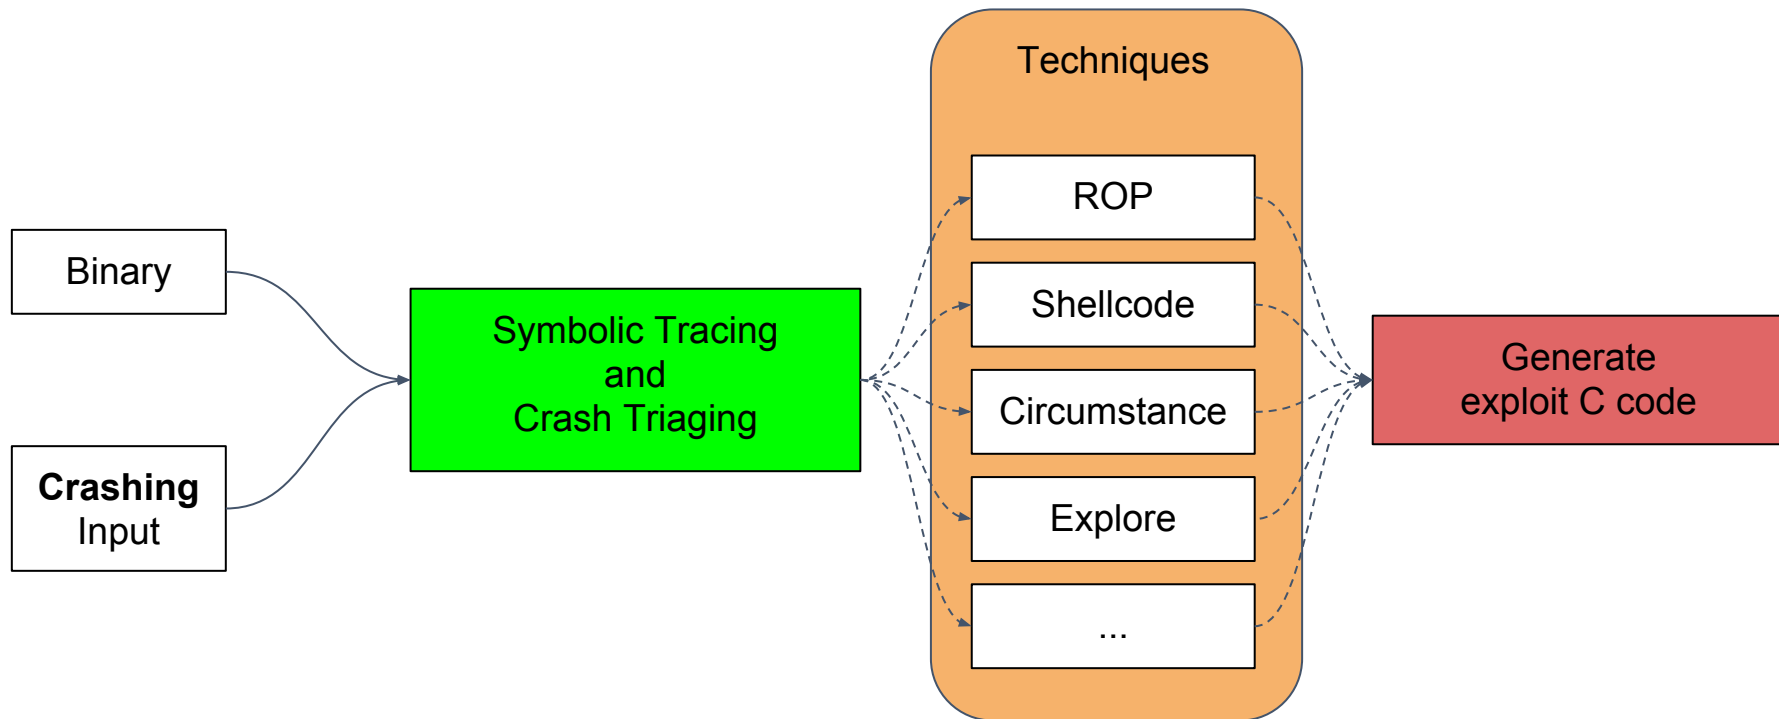 Techniques
Binary
Crashing
Input
Symbolic Tracing
and
Crash Triaging
ROP
Shellcode
Circumstance
Explore
...
Generate
exploit C code